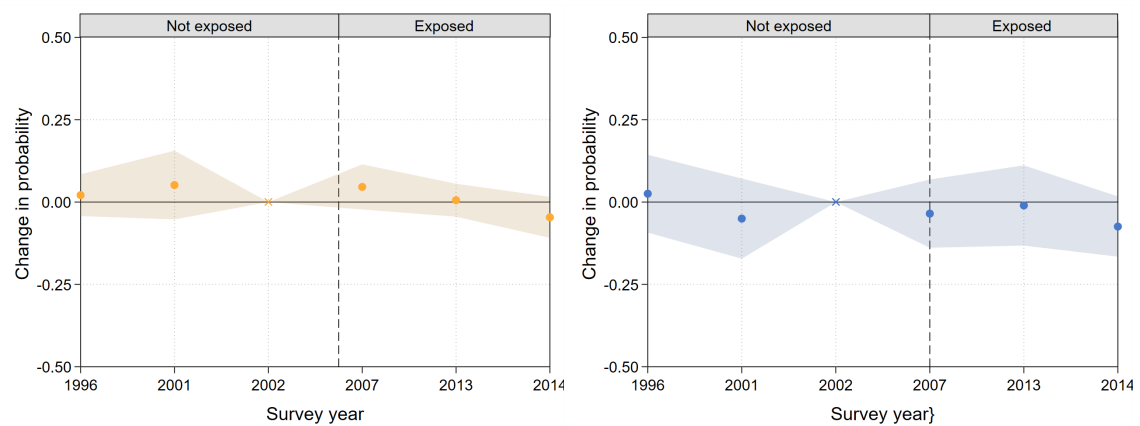 Not exposed Exposed
0.50
0.25
0.00
-0.25
-0.50
Change in probability
1996 2001 2002 2007 2013 2014
Survey year
Not exposed Exposed
0.50
0.25
0.00
-0.25
-0.50
Change in probability
1996 2001 2002 2007 2013 2014
Survey year}